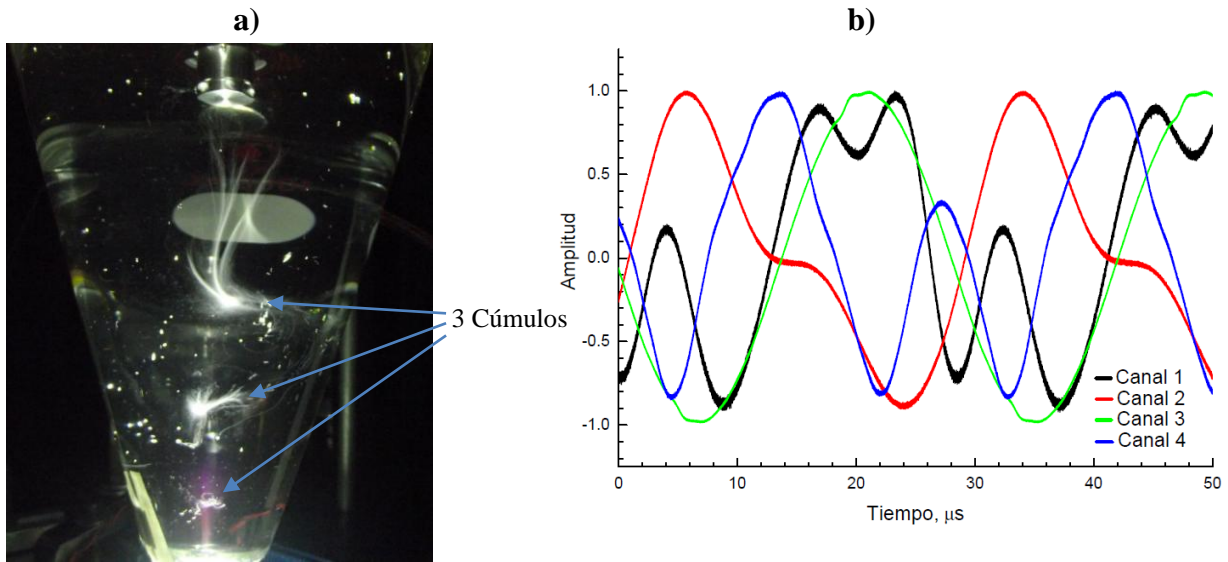 a)
b)
3 Cúmulos
1.0
0.5
0.0
-0.5
-1.0
Amplitud
Canal 1
Canal 2
Canal 3
Canal 4
0 10 20 30 40 50
Tiempo, μs